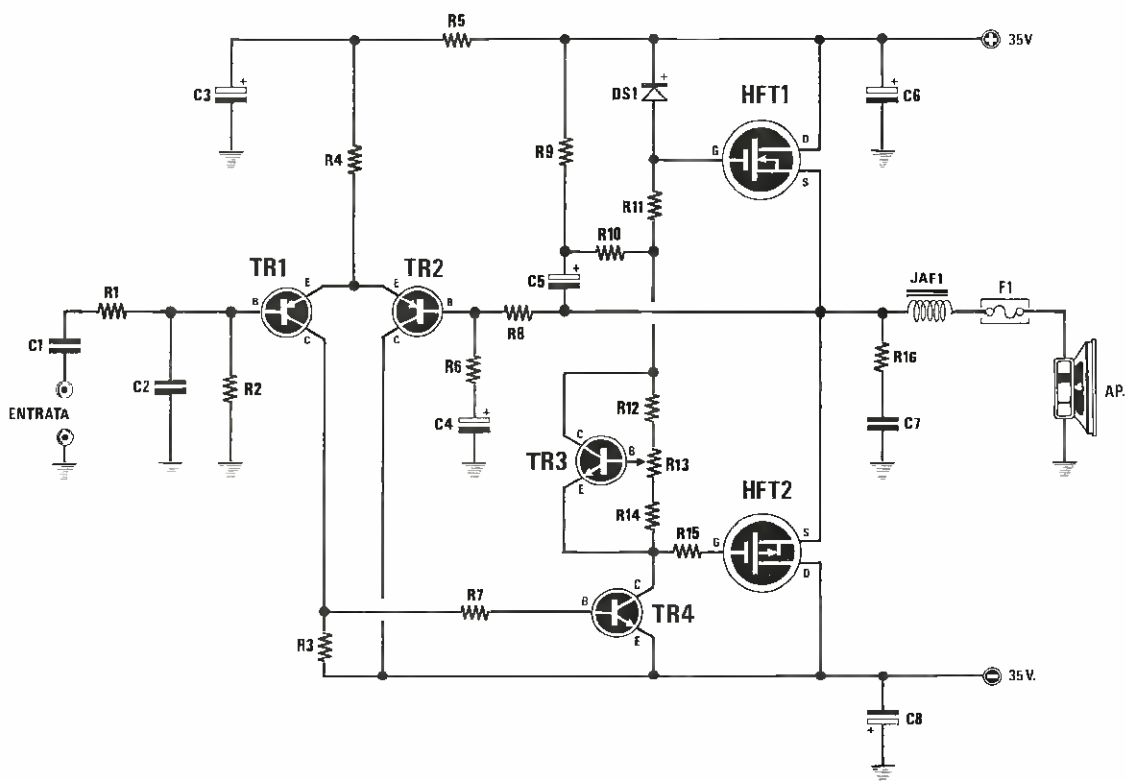 R5
35V
C3
DS1
HFT1
C6
D
G
R4
R9
S
R11
R10
TR1
TR2
C5
JAF1
F1
E
E
R1
B
B
R8
C
C
C1
R6
R16
C2
R2
AP.
ENTRATA
C4
R12
C7
C
TR3
B
R13
E
HFT2
R14
R15
S
G
D
R7
C
B
TR4
R3
E
35V.
C8